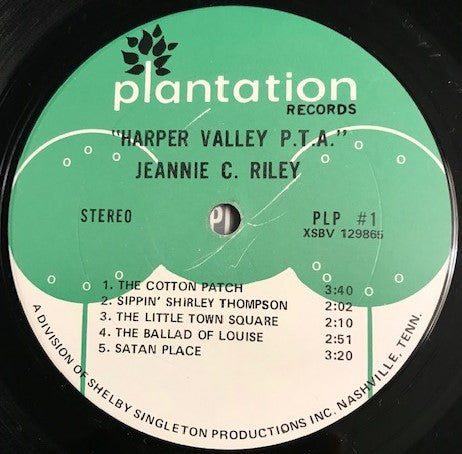 plantation
RECORDS
"HARPER VALLEY P.T.A."
JEANNIE C. RILEY
STEREO
PLP #1
XSBV 129865
1. THE COTTON PATCH 3:40
2. SIPPIN' SHIRLEY THOMPSON 2:02
3. THE LITTLE TOWN SQUARE 2:10
4. THE BALLAD OF LOUISE 2:51
5. SATAN PLACE 3:20
A DIVISION OF SHELBY SINGLETON PRODUCTIONS INC. NASHVILLE, TENN.